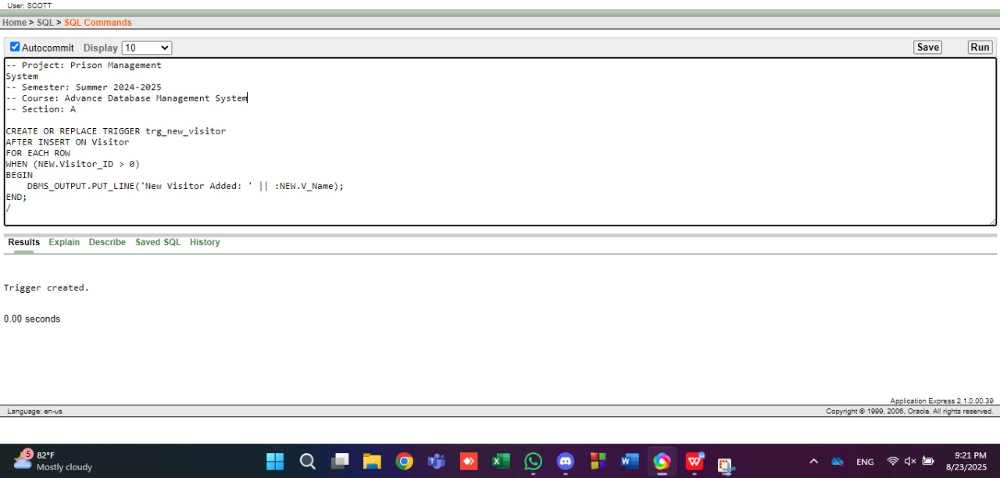 User: SCOTT
Home > SQL > SQL Commands
Autocommit Display 10 Save Run
-- Project: Prison Management
System
-- Semester: Summer 2024-2025
-- Course: Advance Database Management System
-- Section: A
CREATE OR REPLACE TRIGGER trg_new_visitor
AFTER INSERT ON Visitor
FOR EACH ROW
WHEN (NEW.Visitor_ID > 0)
BEGIN
    DBMS_OUTPUT.PUT_LINE('New Visitor Added: ' || :NEW.V_Name);
END;
/
Results Explain Describe Saved SQL History
Trigger created.
0.00 seconds
Application Express 2.1.0.00.39
Language: en-us Copyright © 1999, 2006, Oracle. All rights reserved.
5 82°F ENG 9:21 PM
Mostly cloudy 8/23/2025